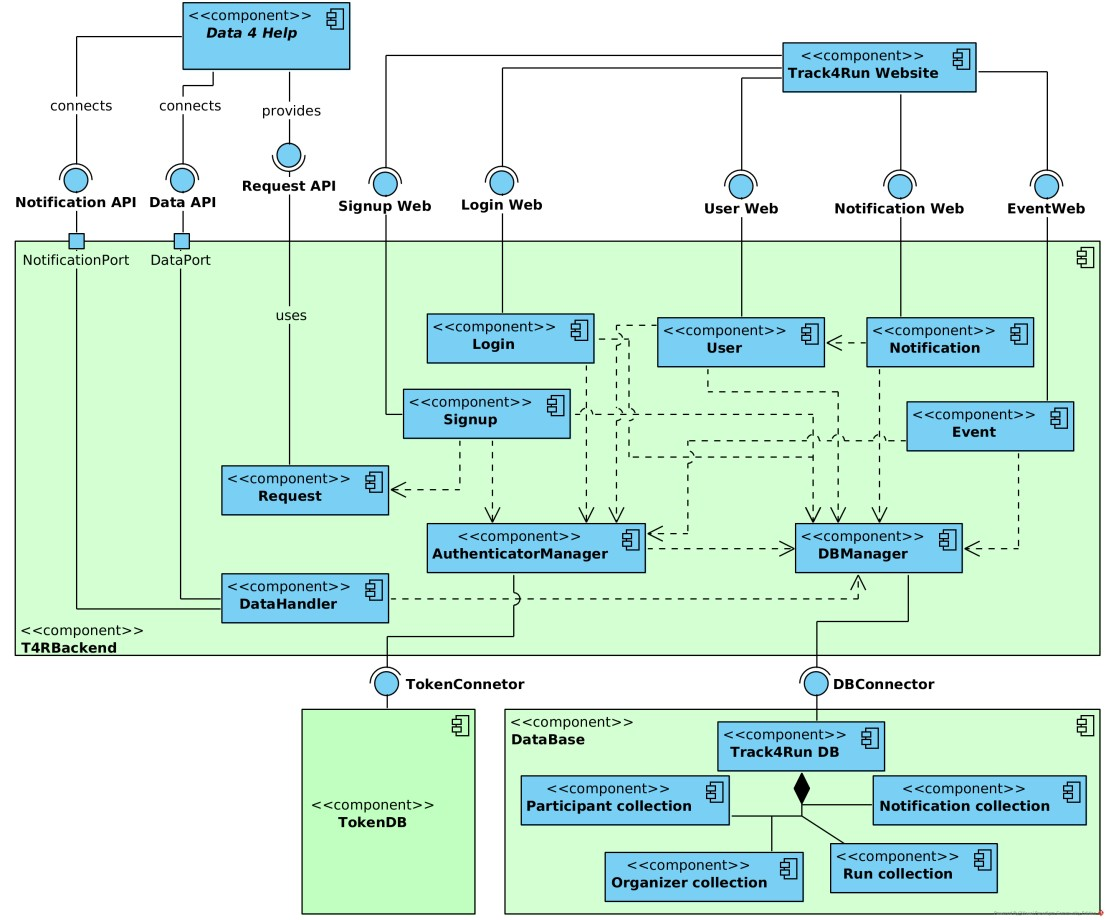 <<component>>
Data 4 Help
<<component>>
Track4Run Website
connects
connects
provides
Notification API
Data API
Request API
Signup Web
Login Web
User Web
Notification Web
EventWeb
NotificationPort
DataPort
uses
<<component>>
Login
<<component>>
User
<<component>>
Notification
<<component>>
Signup
<<component>>
Event
<<component>>
Request
<<component>>
AuthenticatorManager
<<component>>
DBManager
<<component>>
DataHandler
<<component>>
T4RBackend
TokenConnetor
DBConnector
<<component>>
TokenDB
<<component>>
DataBase
<<component>>
Track4Run DB
<<component>>
Participant collection
<<component>>
Notification collection
<<component>>
Organizer collection
<<component>>
Run collection